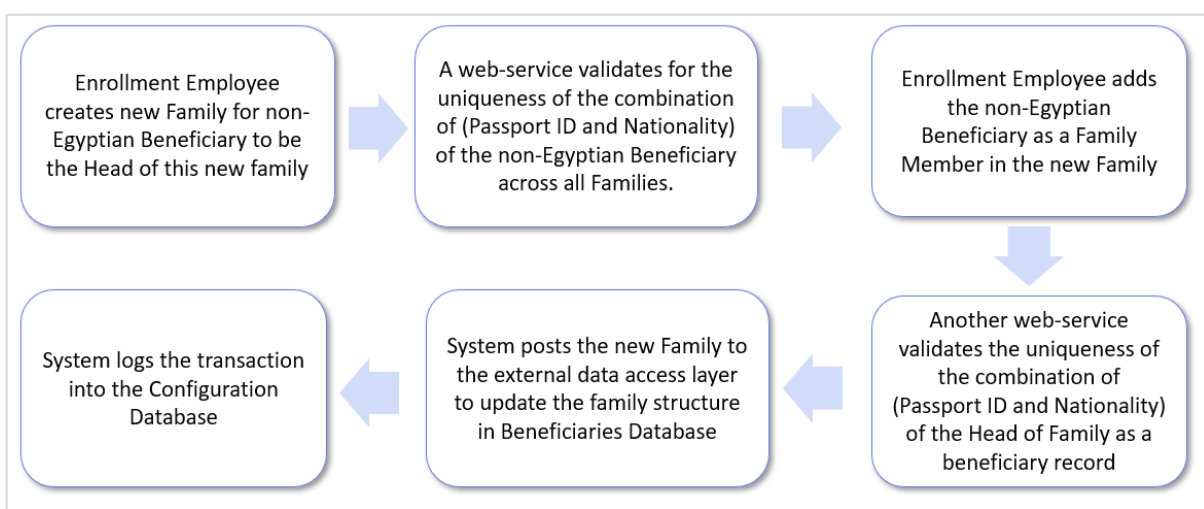 Enrollment Employee
creates new Family for non-
Egyptian Beneficiary to be
the Head of this new family
A web-service validates for the
uniqueness of the combination
of (Passport ID and Nationality)
of the non-Egyptian Beneficiary
across all Families.
Enrollment Employee adds
the non-Egyptian
Beneficiary as a Family
Member in the new Family
Another web-service
validates the uniqueness of
the combination of
(Passport ID and Nationality)
of the Head of Family as a
beneficiary record
System posts the new Family to
the external data access layer
to update the family structure
in Beneficiaries Database
System logs the transaction
into the Configuration
Database